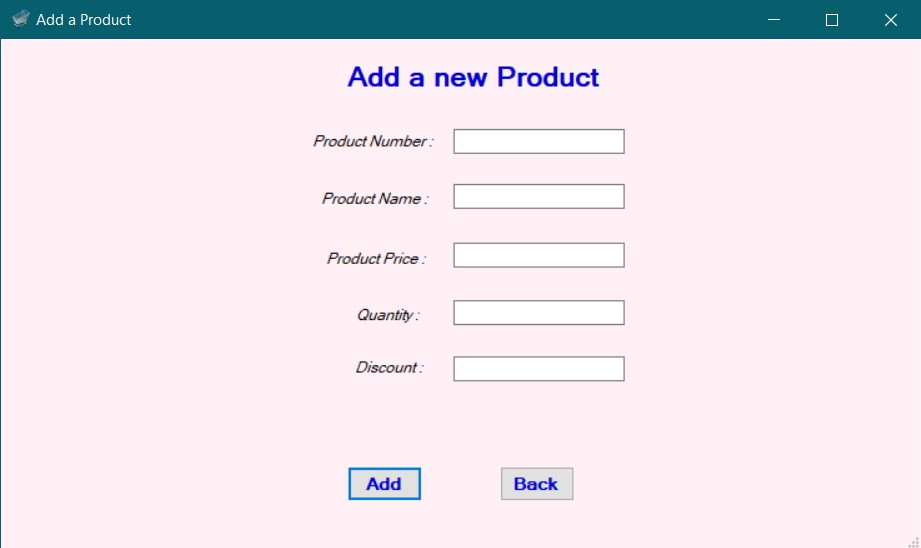 Add a Product
Add a new Product
Product Number :
Product Name :
Product Price :
Quantity :
Discount :
Add
Back